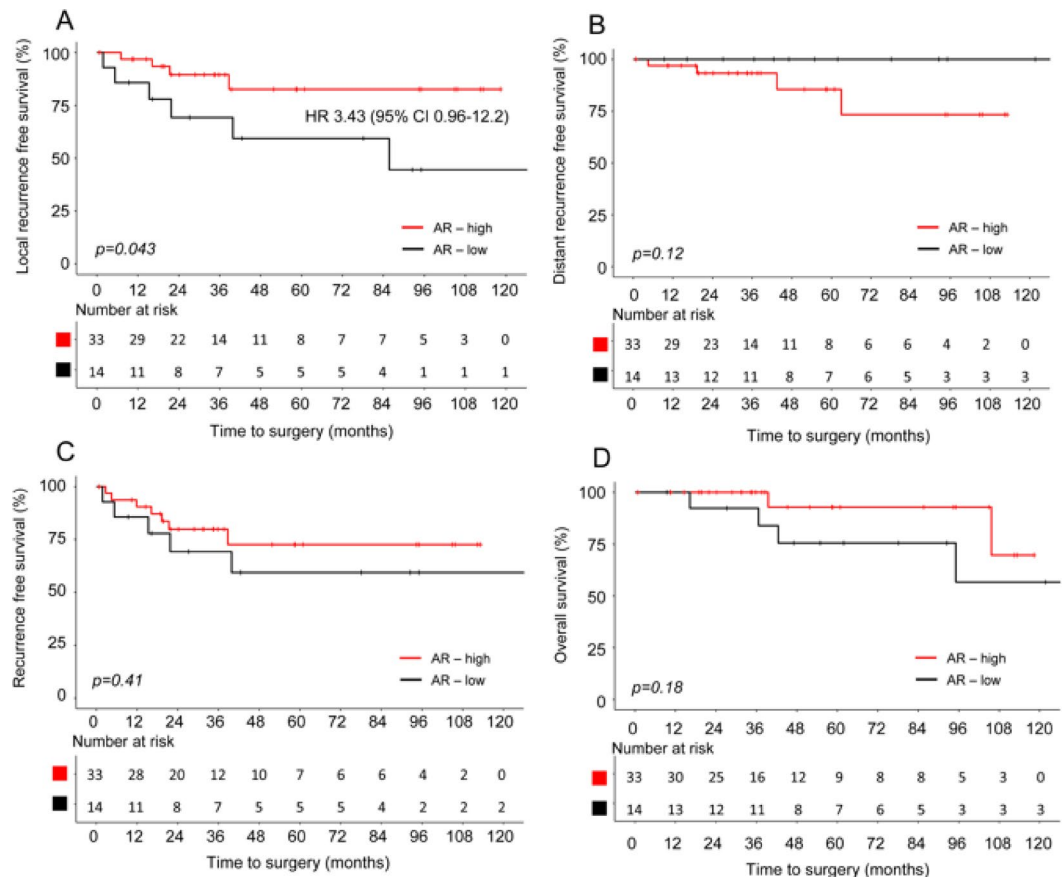 A
Local recurrence free survival (%)
100
75
50
25
0
HR 3.43 (95% CI 0.96-12.2)
AR – high
AR – low
p=0.043
0 12 24 36 48 60 72 84 96 108 120
Number at risk
33 29 22 14 11 8 7 7 5 3 0
14 11 8 7 5 5 5 4 1 1 1
0 12 24 36 48 60 72 84 96 108 120
Time to surgery (months)
B
Distant recurrence free survival (%)
100
75
50
25
0
AR – high
AR – low
p=0.12
0 12 24 36 48 60 72 84 96 108 120
Number at risk
33 29 23 14 11 8 6 6 4 2 0
14 13 12 11 8 7 6 5 3 3 3
0 12 24 36 48 60 72 84 96 108 120
Time to surgery (months)
C
Recurrence free survival (%)
100
75
50
25
0
AR – high
AR – low
p=0.41
0 12 24 36 48 60 72 84 96 108 120
Number at risk
33 28 20 12 10 7 6 6 4 2 0
14 11 8 7 5 5 5 4 2 2 2
0 12 24 36 48 60 72 84 96 108 120
Time to surgery (months)
D
Overall survival (%)
100
75
50
25
0
AR – high
AR – low
p=0.18
0 12 24 36 48 60 72 84 96 108 120
Number at risk
33 30 25 16 12 9 8 8 5 3 0
14 13 12 11 8 7 6 5 3 3 3
0 12 24 36 48 60 72 84 96 108 120
Time to surgery (months)